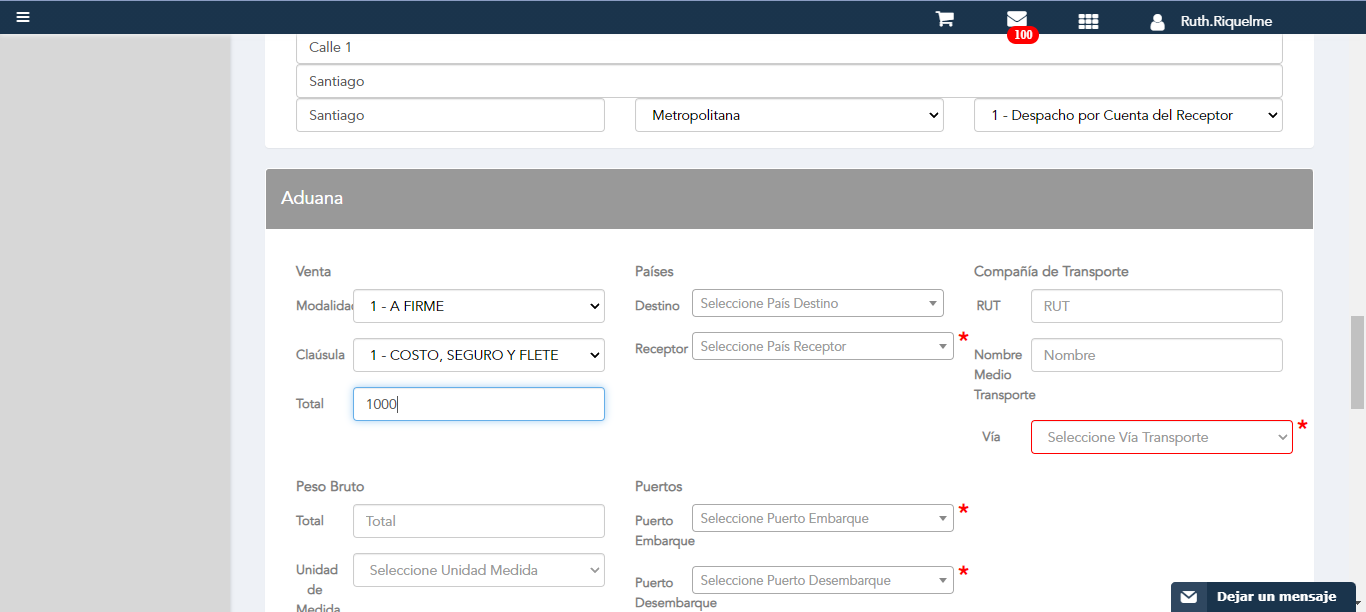 Ruth.Riquelme
100
Calle 1
Santiago
Santiago
Metropolitana
1 - Despacho por Cuenta del Receptor
Aduana
Venta
Modalidad
1 - A FIRME
Claúsula
1 - COSTO, SEGURO Y FLETE
Total
1000
Países
Destino
Seleccione País Destino
Receptor
Seleccione País Receptor
*
Compañía de Transporte
RUT
RUT
Nombre
Medio
Transporte
Nombre
Vía
Seleccione Vía Transporte
*
Peso Bruto
Total
Total
Unidad
de
Medida
Seleccione Unidad Medida
Puertos
Puerto
Embarque
Seleccione Puerto Embarque
*
Puerto
Desembarque
Seleccione Puerto Desembarque
*
Dejar un mensaje